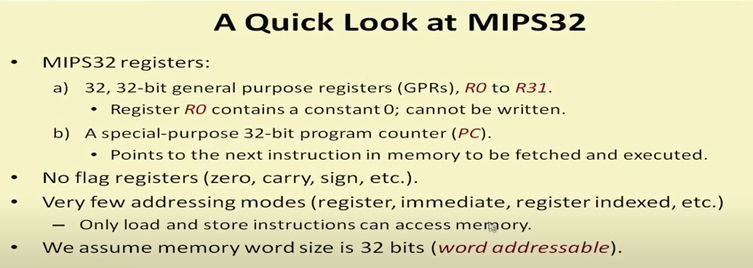 A Quick Look at MIPS32
• MIPS32 registers:
a) 32, 32-bit general purpose registers (GPRs), R0 to R31.
• Register R0 contains a constant 0; cannot be written.
b) A special-purpose 32-bit program counter (PC).
• Points to the next instruction in memory to be fetched and executed.
• No flag registers (zero, carry, sign, etc.).
• Very few addressing modes (register, immediate, register indexed, etc.)
– Only load and store instructions can access memory.
• We assume memory word size is 32 bits (word addressable).